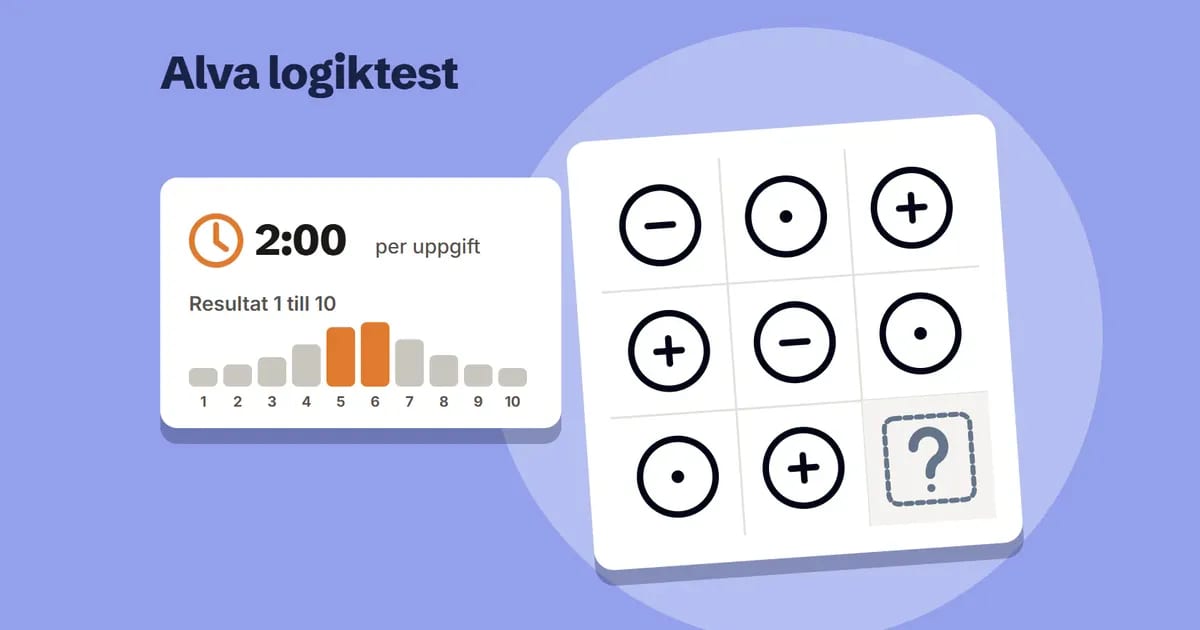 Alva logiktest
2:00 per uppgift
Resultat 1 till 10
1 2 3 4 5 6 7 8 9 10
− • +
+ − •
• + ?